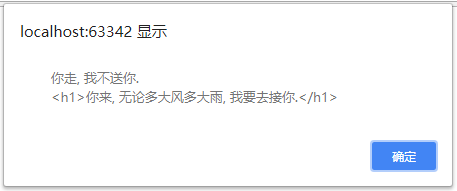 localhost:63342 显示
你走, 我不送你.
<h1>你来, 无论多大风多大雨, 我要去接你.</h1>
确定